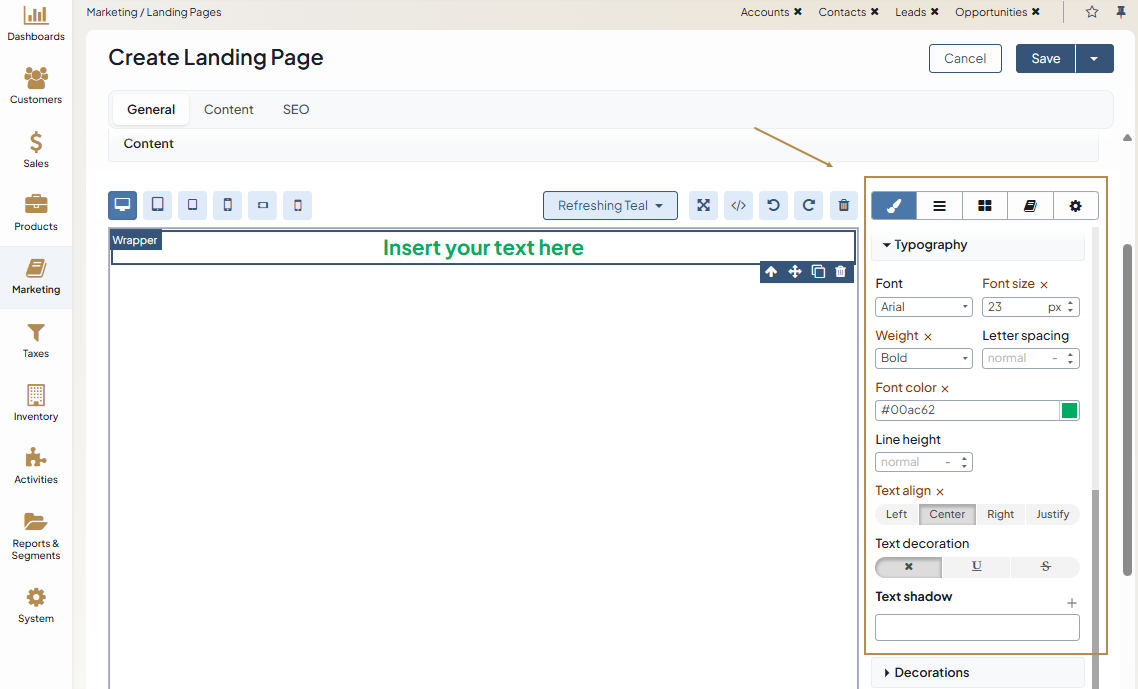 Marketing / Landing Pages
Accounts ✖ Contacts ✖ Leads ✖ Opportunities ✖
Dashboards
Customers
Sales
Products
Marketing
Taxes
Inventory
Activities
Reports &
Segments
System
Create Landing Page
Cancel Save
General Content SEO
Content
Refreshing Teal
Wrapper
Insert your text here
Typography
Font Font size ×
Arial 23 px
Weight × Letter spacing
Bold normal -
Font color ×
#00ac62
Line height
normal -
Text align ×
Left Center Right Justify
Text decoration
✖ U S
Text shadow +
Decorations